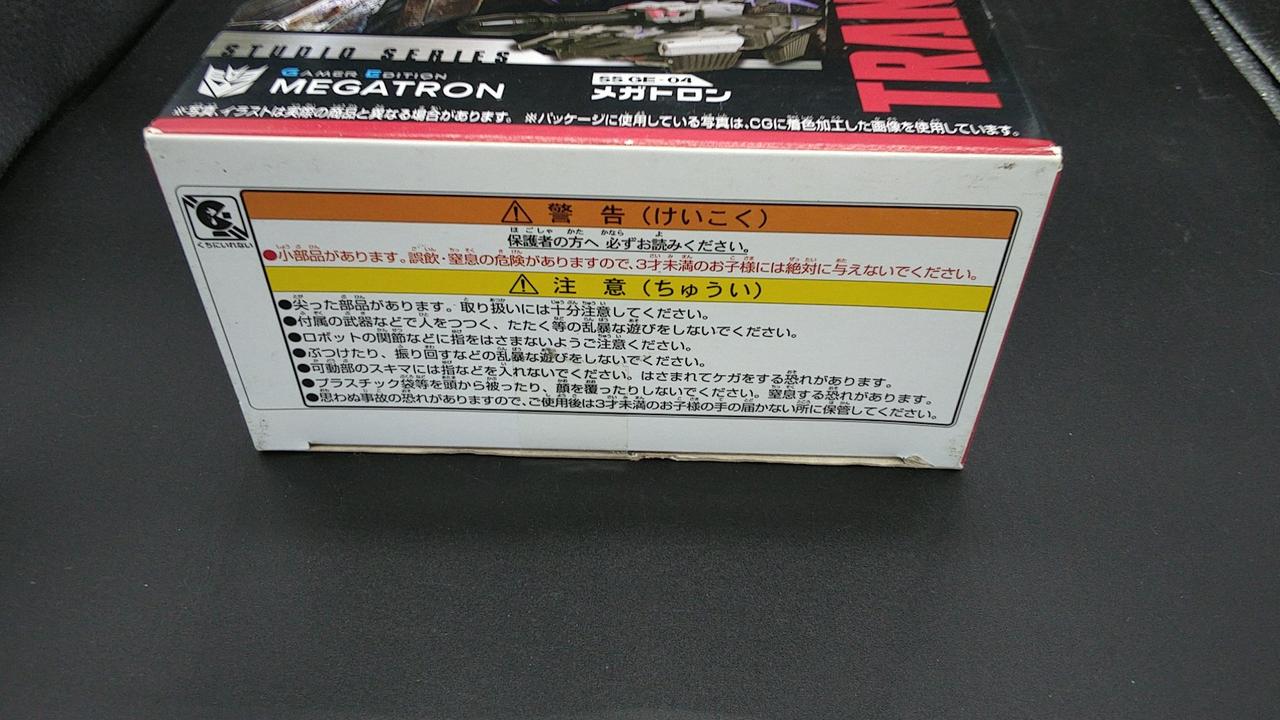 STUDIO SERIES
GAMER EDITION
MEGATRON
SS GE-04
メガトロン
TRAN
※写真、イラストは実際の商品と異なる場合があります。 ※パッケージに使用している写真は、CGに着色加工した画像を使用しています。
くちにいれない
警 告 (けいこく)
保護者の方へ 必ずお読みください。
●小部品があります。誤飲・窒息の危険がありますので、3才未満のお子様には絶対に与えないでください。
注 意 (ちゅうい)
●尖った部品があります。取り扱いには十分注意してください。
●付属の武器などで人をつつく、たたく等の乱暴な遊びをしないでください。
●ロボットの関節などに指をはさまないようご注意ください。
●ぶつけたり、振り回すなどの乱暴な遊びをしないでください。
●可動部のスキマには指などを入れないでください。はさまれてケガをする恐れがあります。
●プラスチック袋等を頭から被ったり、顔を覆ったりしないでください。窒息する恐れがあります。
●思わぬ事故の恐れがありますので、ご使用後は3才未満のお子様の手の届かない所に保管してください。